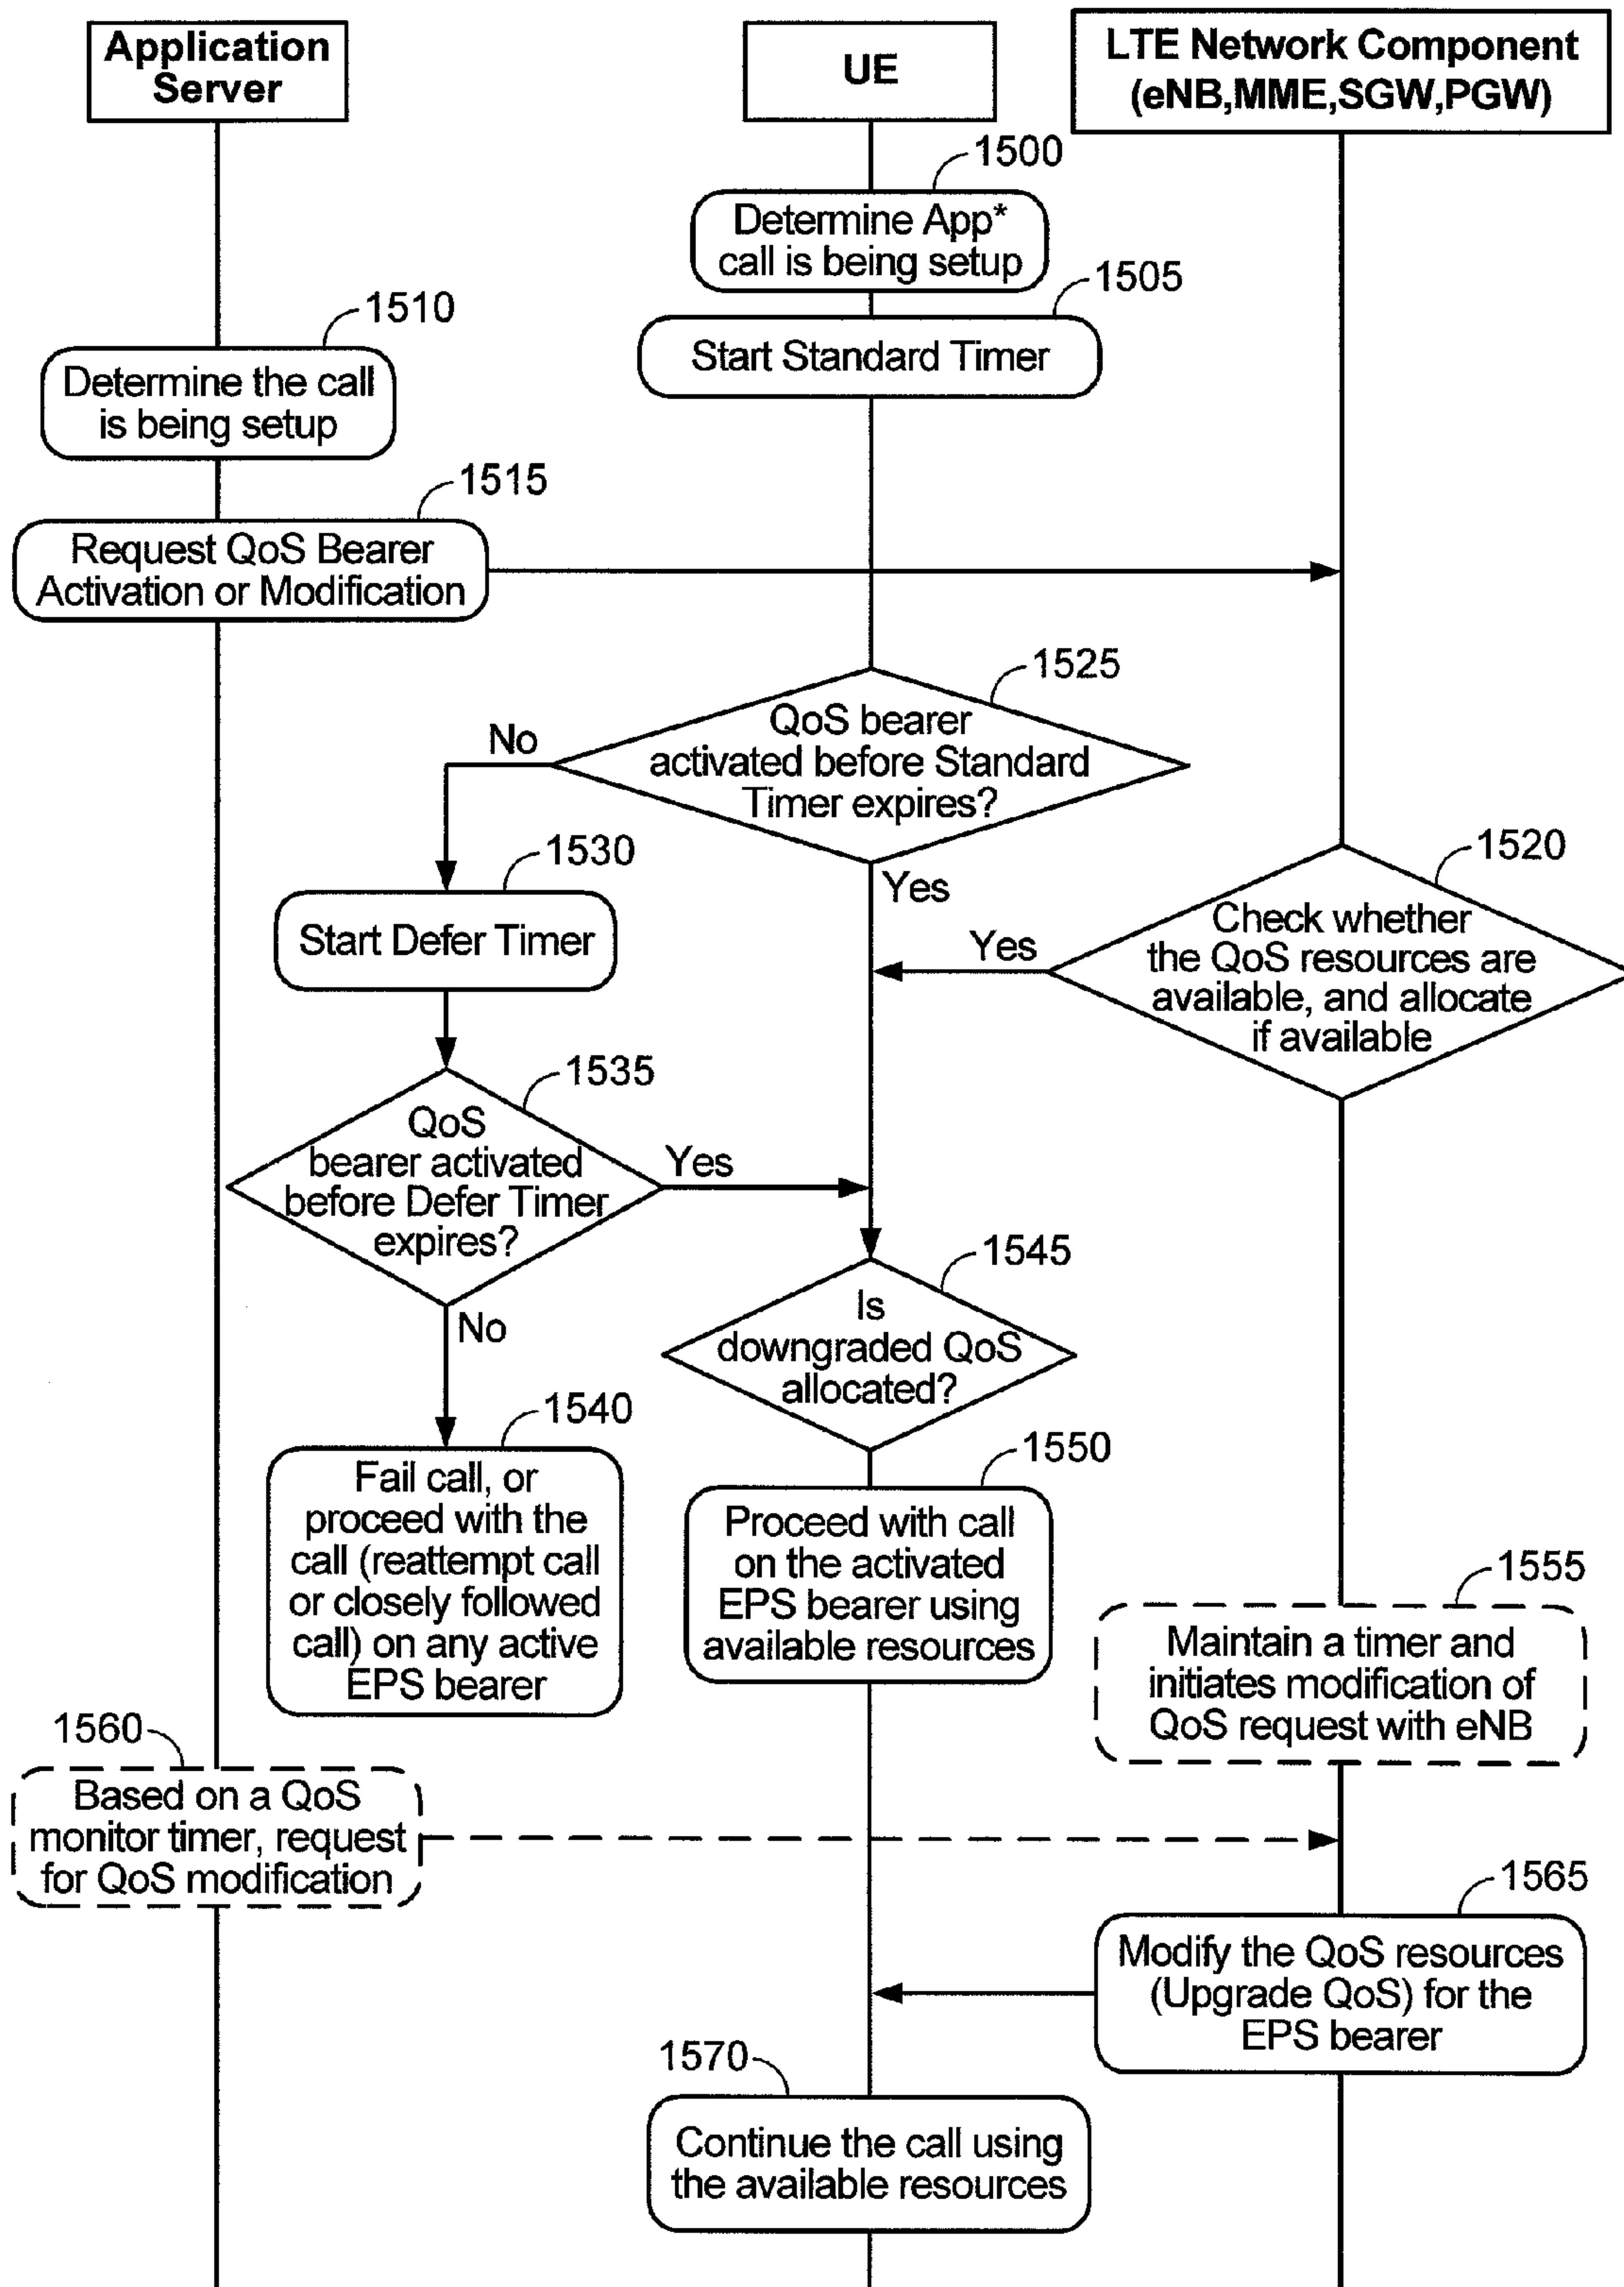 Application
Server
UE
LTE Network Component
(eNB,MME,SGW,PGW)
1500
Determine App*
call is being setup
1505
Start Standard Timer
1510
Determine the call
is being setup
1515
Request QoS Bearer
Activation or Modification
1525
QoS bearer
activated before Standard
Timer expires?
No
Yes
1520
Check whether
the QoS resources are
available, and allocate
if available
Yes
1530
Start Defer Timer
1535
QoS
bearer activated
before Defer Timer
expires?
Yes
No
1545
Is
downgraded QoS
allocated?
1540
Fail call, or
proceed with the
call (reattempt call
or closely followed
call) on any active
EPS bearer
1550
Proceed with call
on the activated
EPS bearer using
available resources
1555
Maintain a timer and
initiates modification of
QoS request with eNB
1560
Based on a QoS
monitor timer, request
for QoS modification
1565
Modify the QoS resources
(Upgrade QoS) for the
EPS bearer
1570
Continue the call using
the available resources